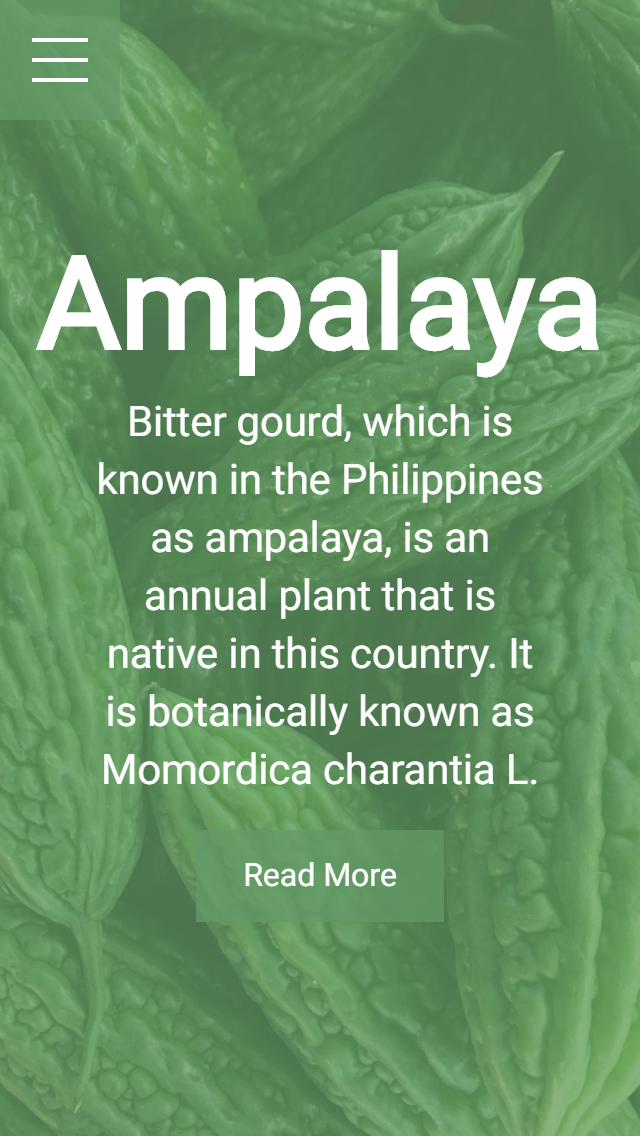 Ampalaya
Bitter gourd, which is
known in the Philippines
as ampalaya, is an
annual plant that is
native in this country. It
is botanically known as
Momordica charantia L.
Read More